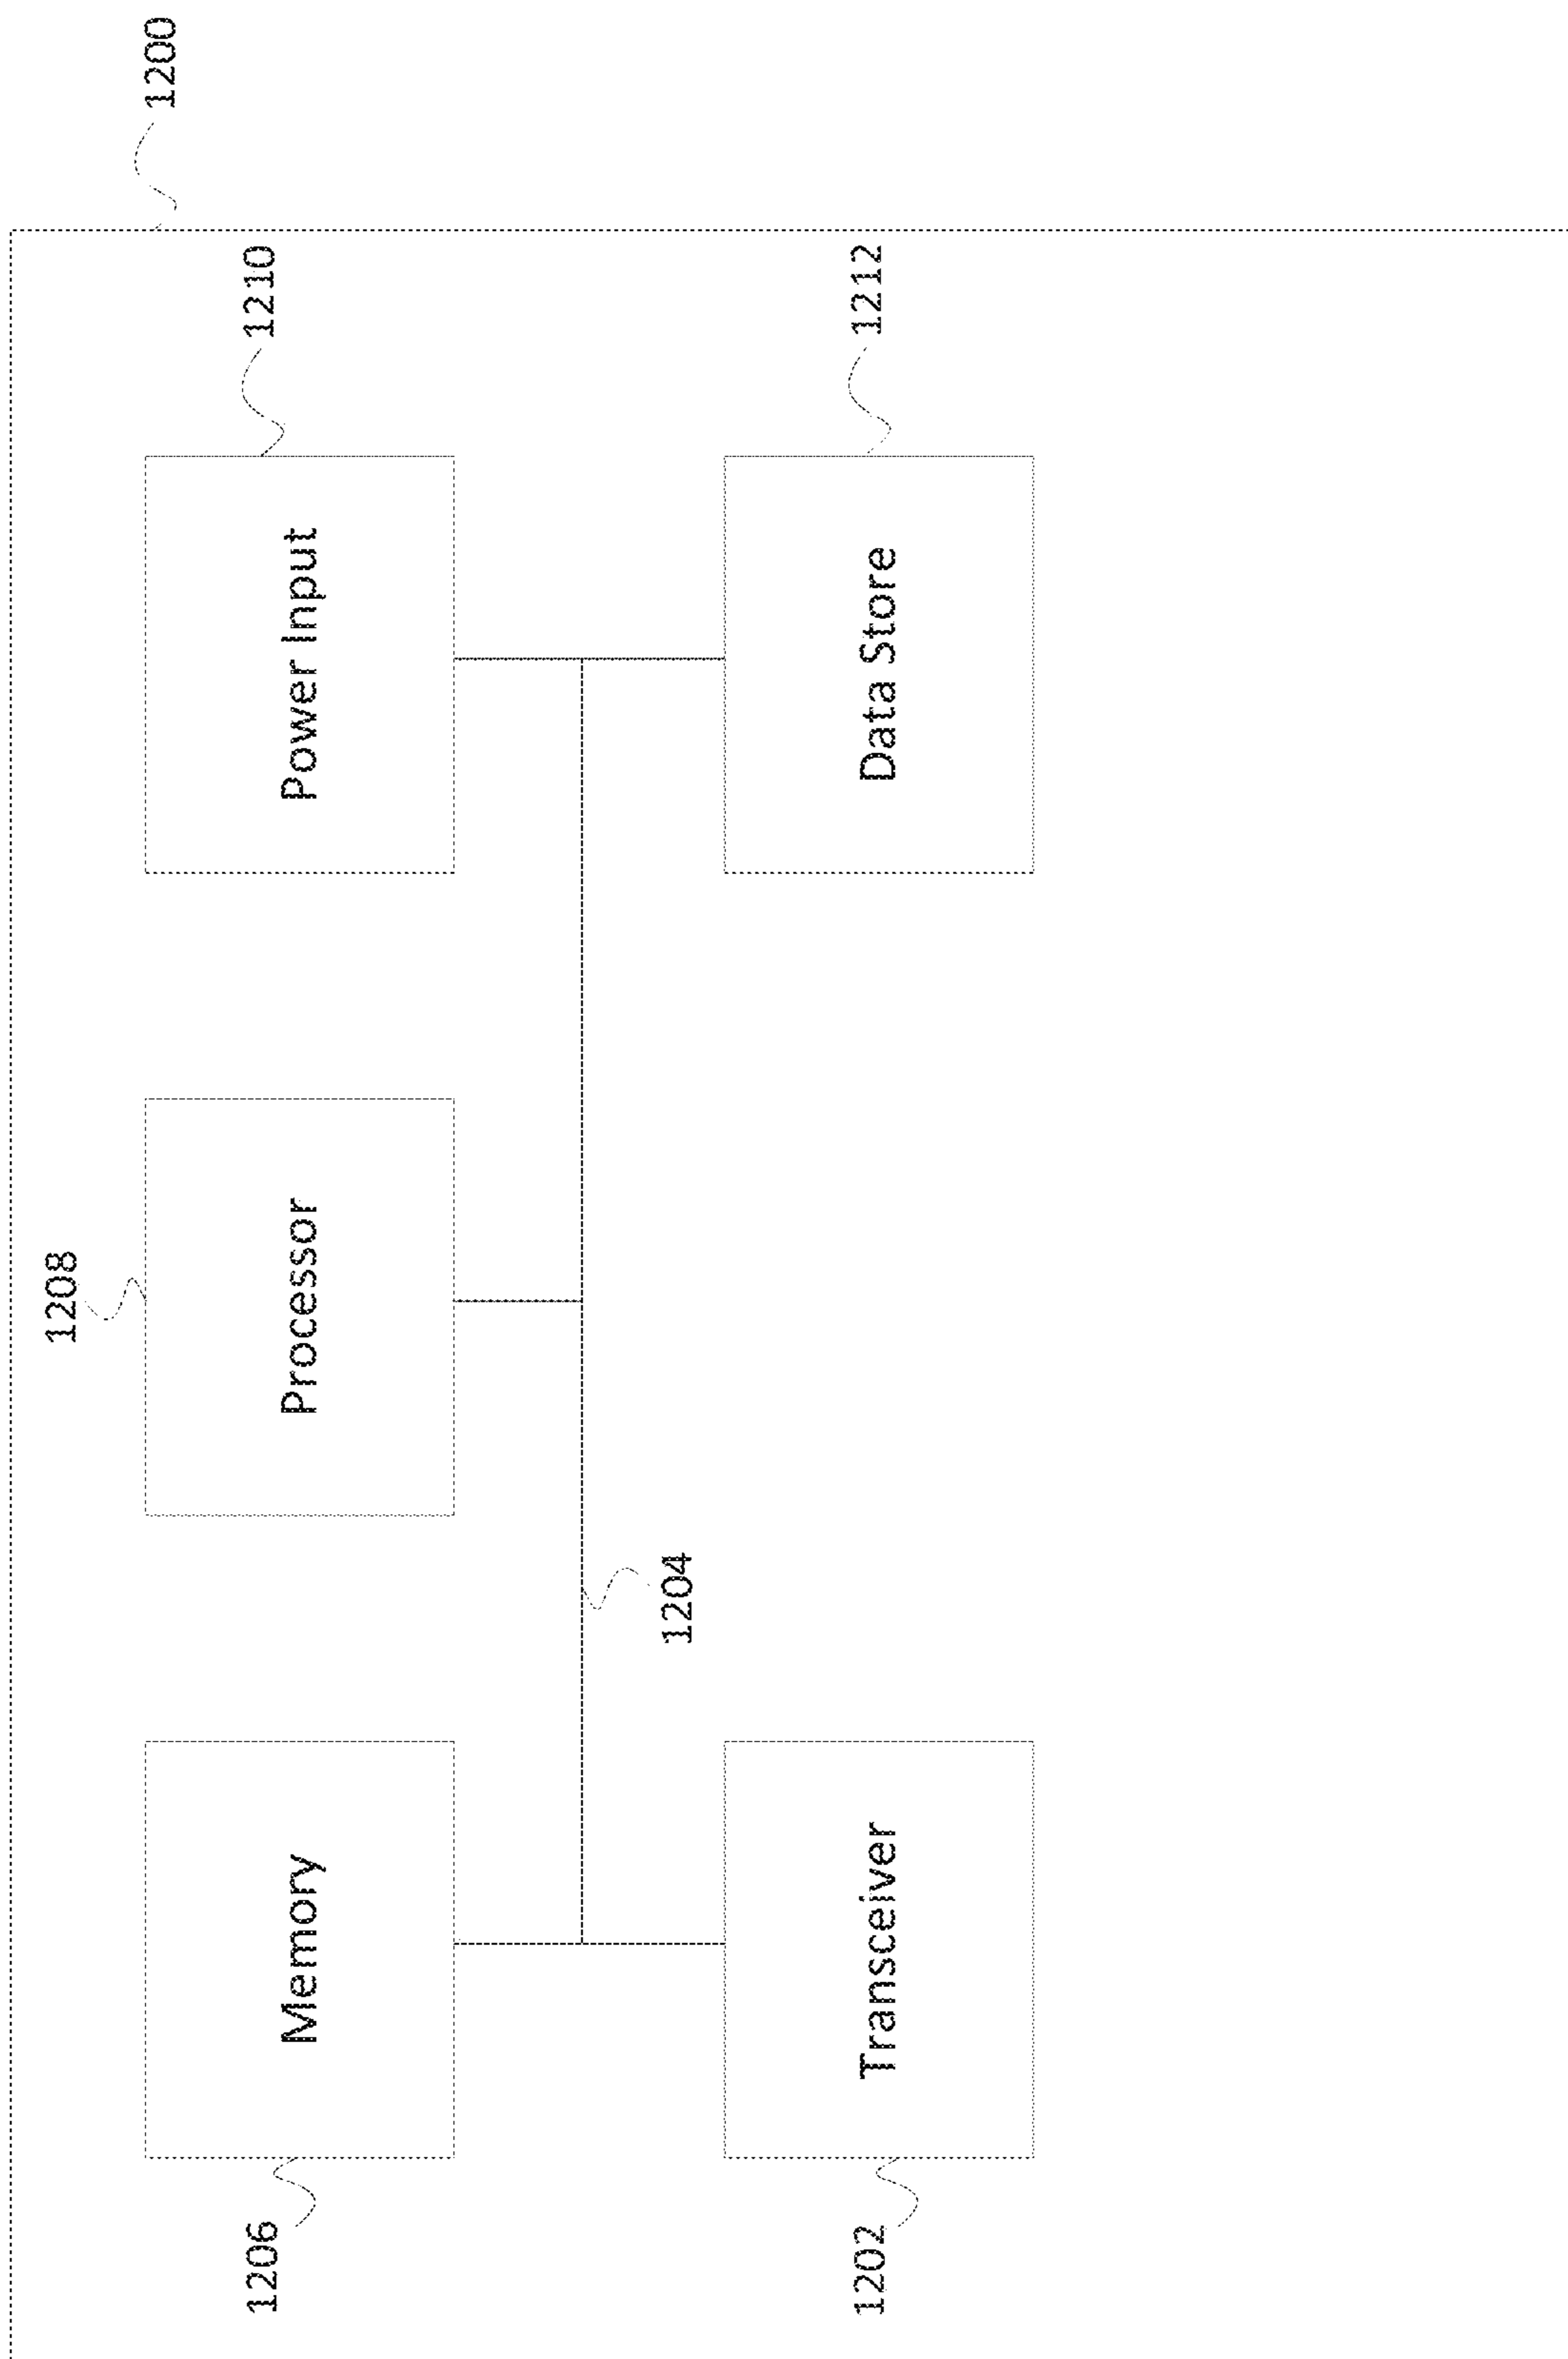 1208
1200
1206
1210
Memory
Processor
Power Input
1204
1202
1212
Transceiver
Data Store